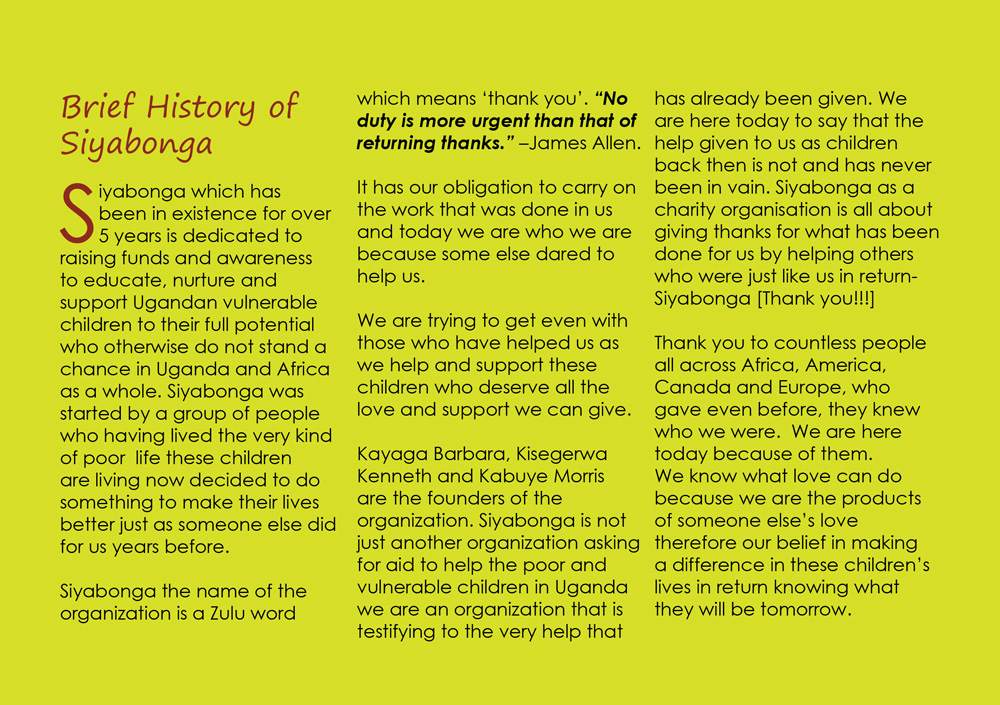 Brief History of
Siyabonga
Siyabonga which has
been in existence for over
5 years is dedicated to
raising funds and awareness
to educate, nurture and
support Ugandan vulnerable
children to their full potential
who otherwise do not stand a
chance in Uganda and Africa
as a whole. Siyabonga was
started by a group of people
who having lived the very kind
of poor  life these children
are living now decided to do
something to make their lives
better just as someone else did
for us years before.
Siyabonga the name of the
organization is a Zulu word
which means ‘thank you’. “No
duty is more urgent than that of
returning thanks.” –James Allen.
It has our obligation to carry on
the work that was done in us
and today we are who we are
because some else dared to
help us.
We are trying to get even with
those who have helped us as
we help and support these
children who deserve all the
love and support we can give.
Kayaga Barbara, Kisegerwa
Kenneth and Kabuye Morris
are the founders of the
organization. Siyabonga is not
just another organization asking
for aid to help the poor and
vulnerable children in Uganda
we are an organization that is
testifying to the very help that
has already been given. We
are here today to say that the
help given to us as children
back then is not and has never
been in vain. Siyabonga as a
charity organisation is all about
giving thanks for what has been
done for us by helping others
who were just like us in return-
Siyabonga [Thank you!!!]
Thank you to countless people
all across Africa, America,
Canada and Europe, who
gave even before, they knew
who we were.  We are here
today because of them.
We know what love can do
because we are the products
of someone else’s love
therefore our belief in making
a difference in these children’s
lives in return knowing what
they will be tomorrow.